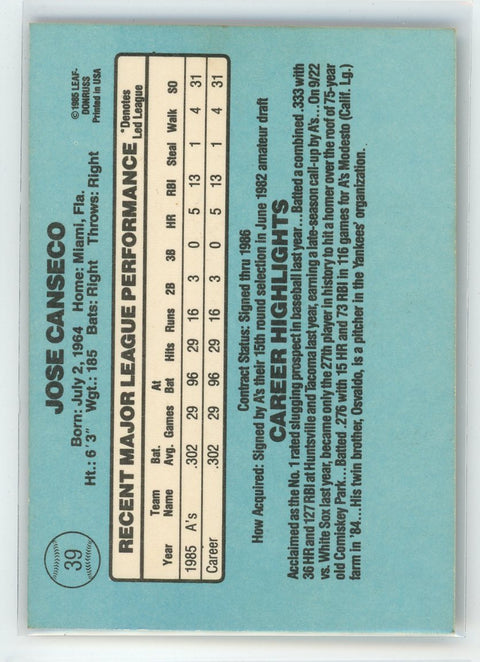 39
JOSE CANSECO
©1985 LEAF-
DONRUSS
Printed in USA
Born: July 2, 1964 Home: Miami, Fla.
Ht.: 6'3" Wgt.: 185 Bats: Right Throws: Right
RECENT MAJOR LEAGUE PERFORMANCE *Denotes Led League
Year Team Name Bat. Avg. Games At Bat Hits Runs 2B 3B HR RBI Steal Walk SO
1985 A's .302 29 96 29 16 3 0 5 13 1 4 31
Career .302 29 96 29 16 3 0 5 13 1 4 31
Contract Status: Signed thru 1986
How Acquired: Signed by A's their 15th round selection in June 1982 amateur draft
CAREER HIGHLIGHTS
Acclaimed as the No. 1 rated slugging prospect in baseball last year...Batted a combined .333 with
36 HR and 127 RBI at Huntsville and Tacoma last year, earning a late-season call-up by A's...On 9/22
vs. White Sox last year, became only the 27th player in history to hit a homer over the roof of 75-year
old Comiskey Park...Batted .276 with 15 HR and 73 RBI in 116 games for A's Modesto (Calif. Lg.)
farm in '84...His twin brother, Osvaldo, is a pitcher in the Yankees' organization.